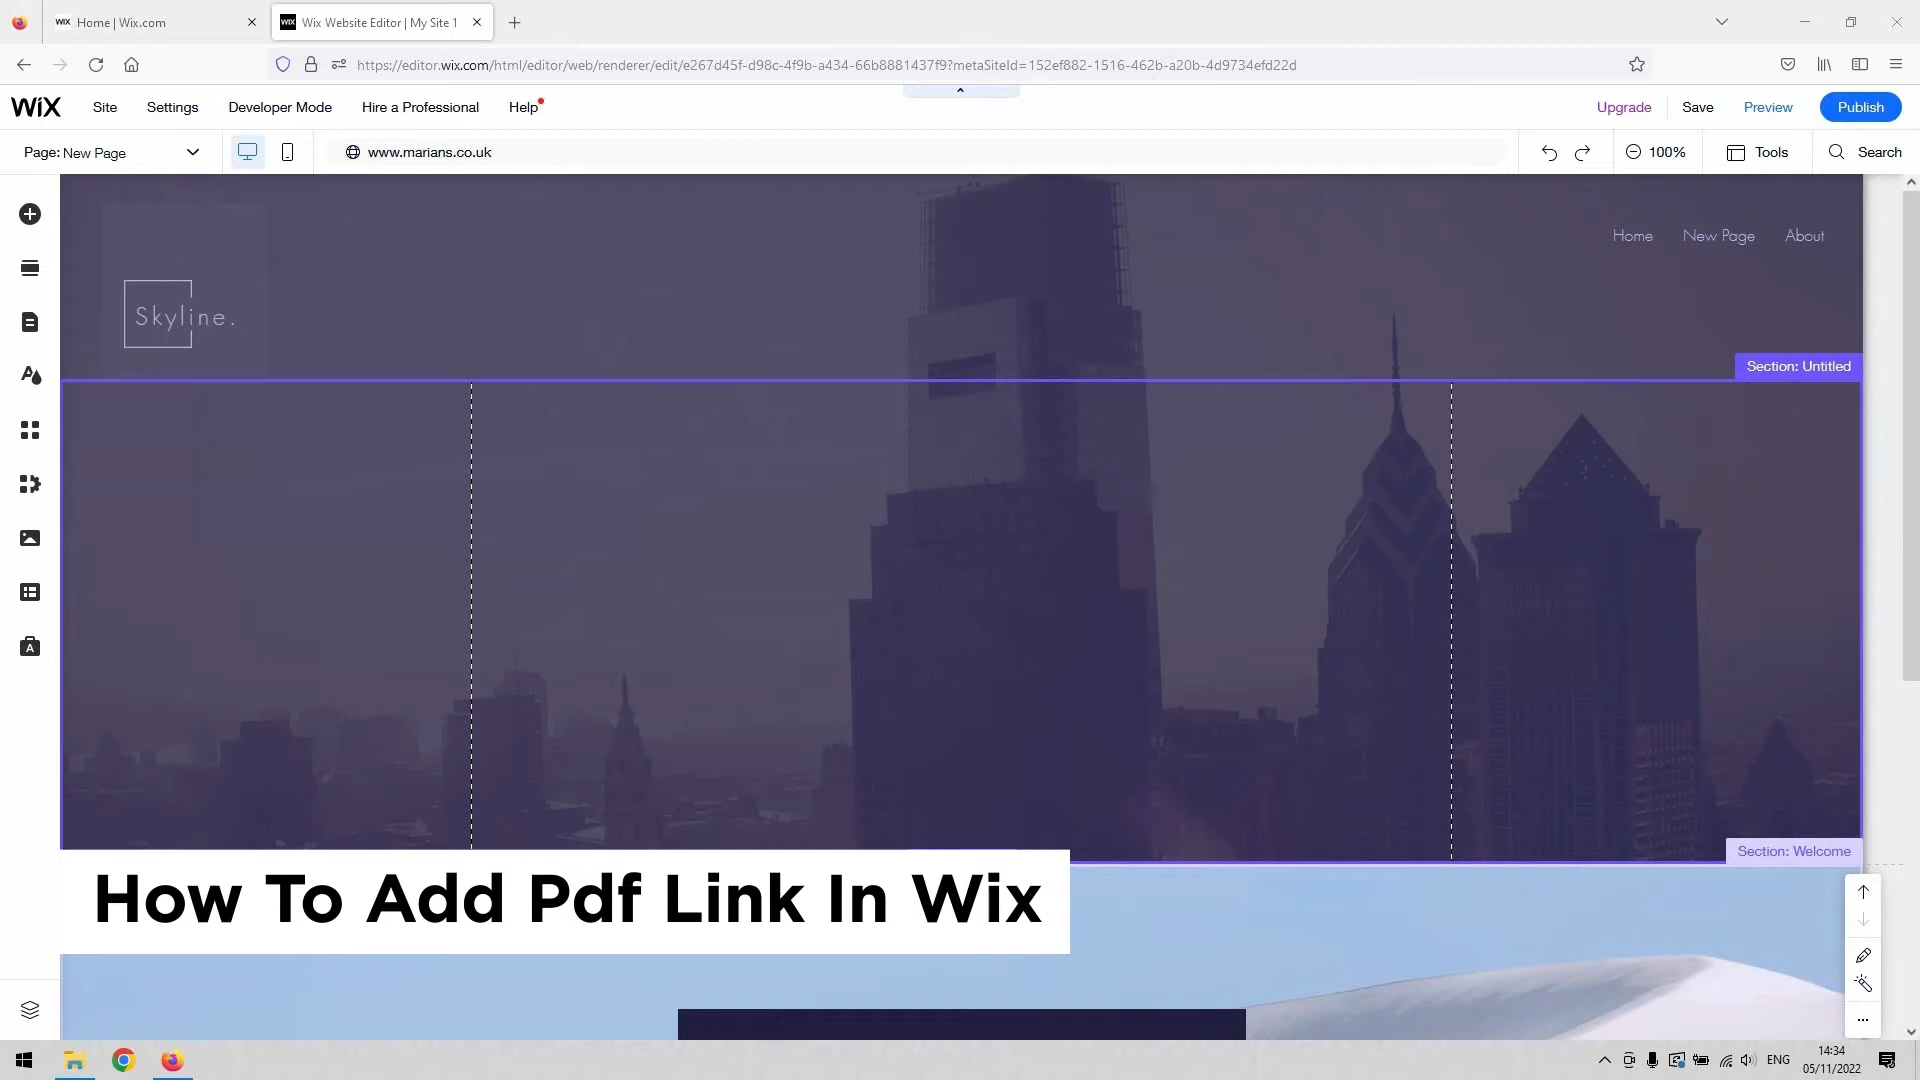 WiX Home | Wix.com
WiX Wix Website Editor | My Site 1
https://editor.wix.com/html/editor/web/renderer/edit/e267d45f-d98c-4f9b-a434-66b8881437f9?metaSiteId=152ef882-1516-462b-a20b-4d9734efd22d
WiX Site Settings Developer Mode Hire a Professional Help Upgrade Save Preview Publish
Page: New Page www.marians.co.uk 100% Tools Search
Home New Page About
Skyline.
Section: Untitled
Section: Welcome
How To Add Pdf Link In Wix
ENG 14:34
05/11/2022